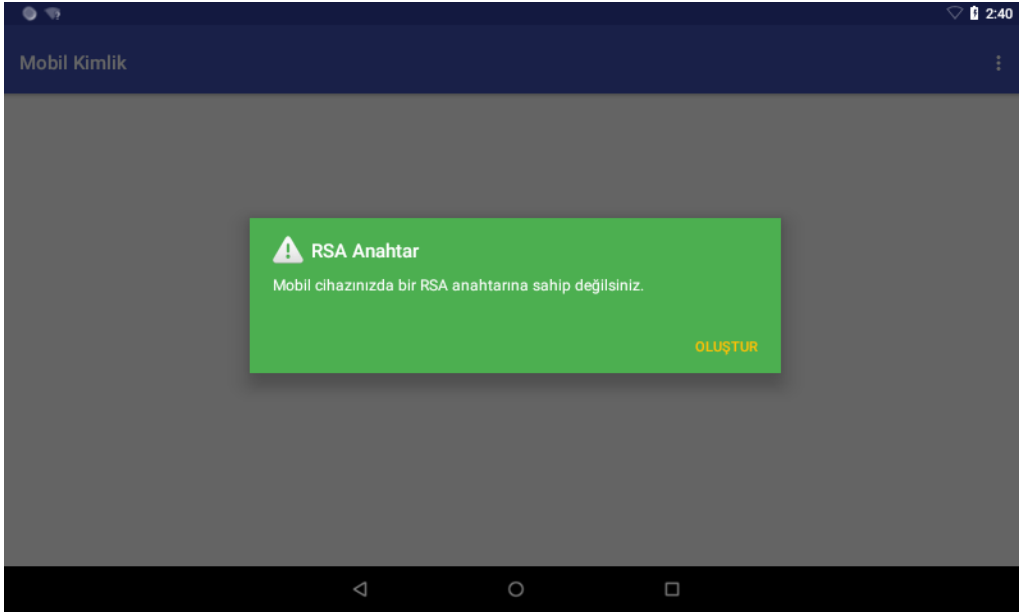 2:40
Mobil Kimlik
RSA Anahtar
Mobil cihazınızda bir RSA anahtarına sahip değilsiniz.
OLUŞTUR